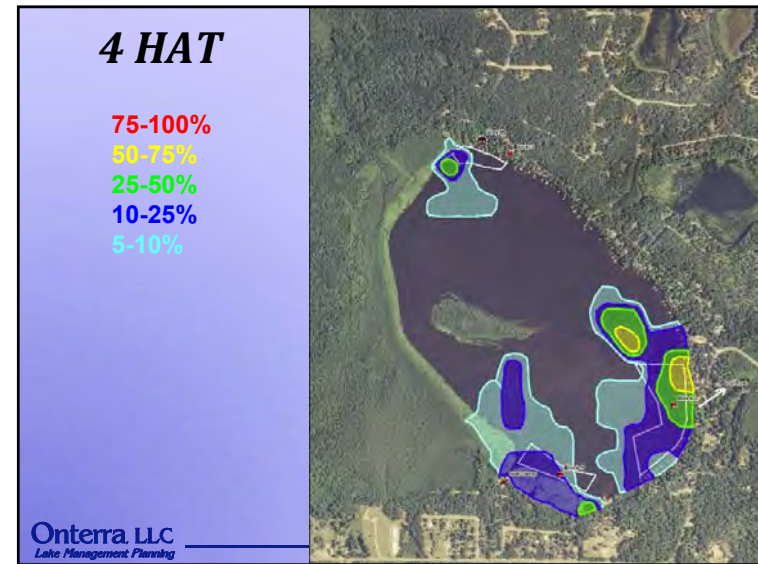 4 HAT
75-100%
50-75%
25-50%
10-25%
5-10%
Onterra LLC
Lake Management Planning